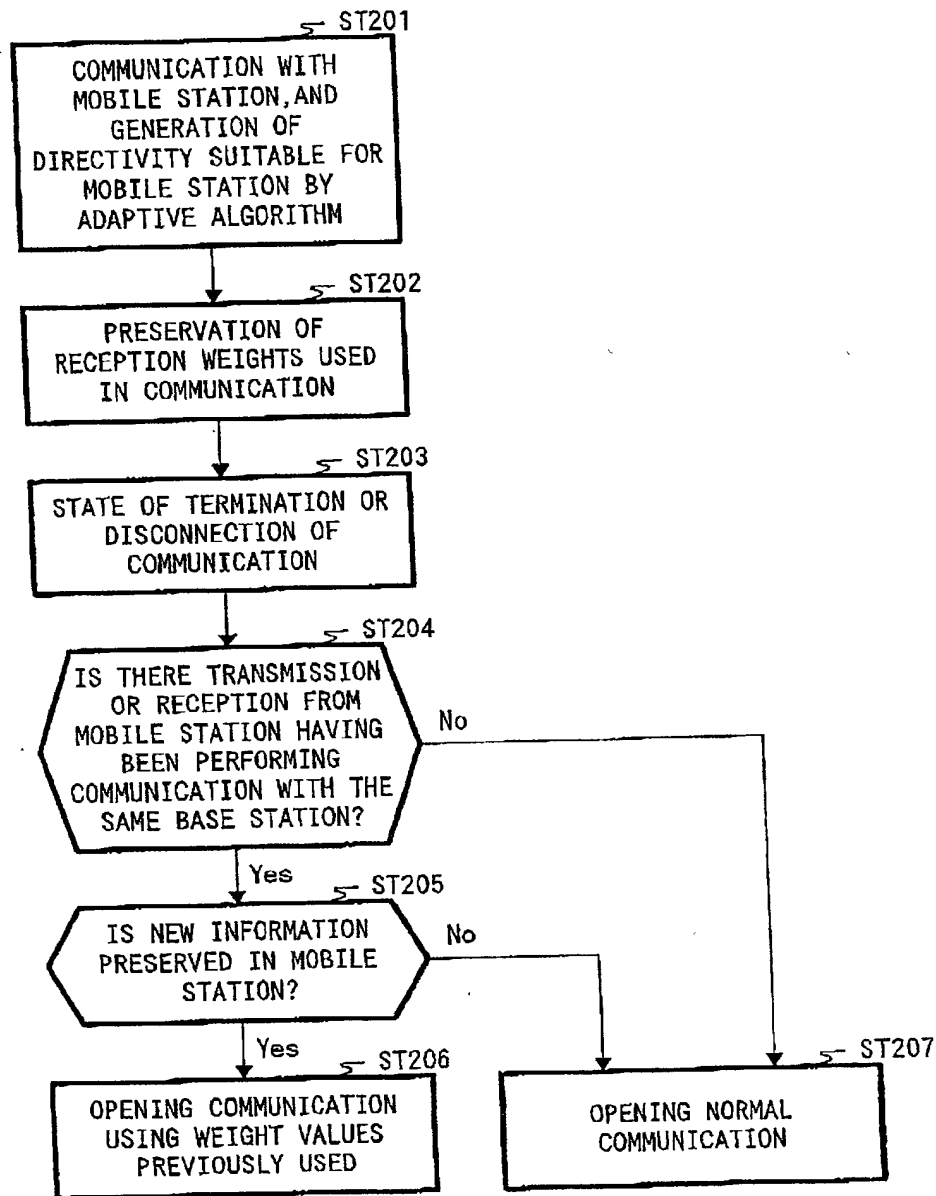 ST201
COMMUNICATION WITH
MOBILE STATION,AND
GENERATION OF
DIRECTIVITY SUITABLE FOR
MOBILE STATION BY
ADAPTIVE ALGORITHM
ST202
PRESERVATION OF
RECEPTION WEIGHTS USED
IN COMMUNICATION
ST203
STATE OF TERMINATION OR
DISCONNECTION OF
COMMUNICATION
ST204
IS THERE TRANSMISSION
OR RECEPTION FROM
MOBILE STATION HAVING
BEEN PERFORMING
COMMUNICATION WITH THE
SAME BASE STATION?
No
Yes
ST205
IS NEW INFORMATION
PRESERVED IN MOBILE
STATION?
No
Yes
ST206
OPENING COMMUNICATION
USING WEIGHT VALUES
PREVIOUSLY USED
ST207
OPENING NORMAL
COMMUNICATION